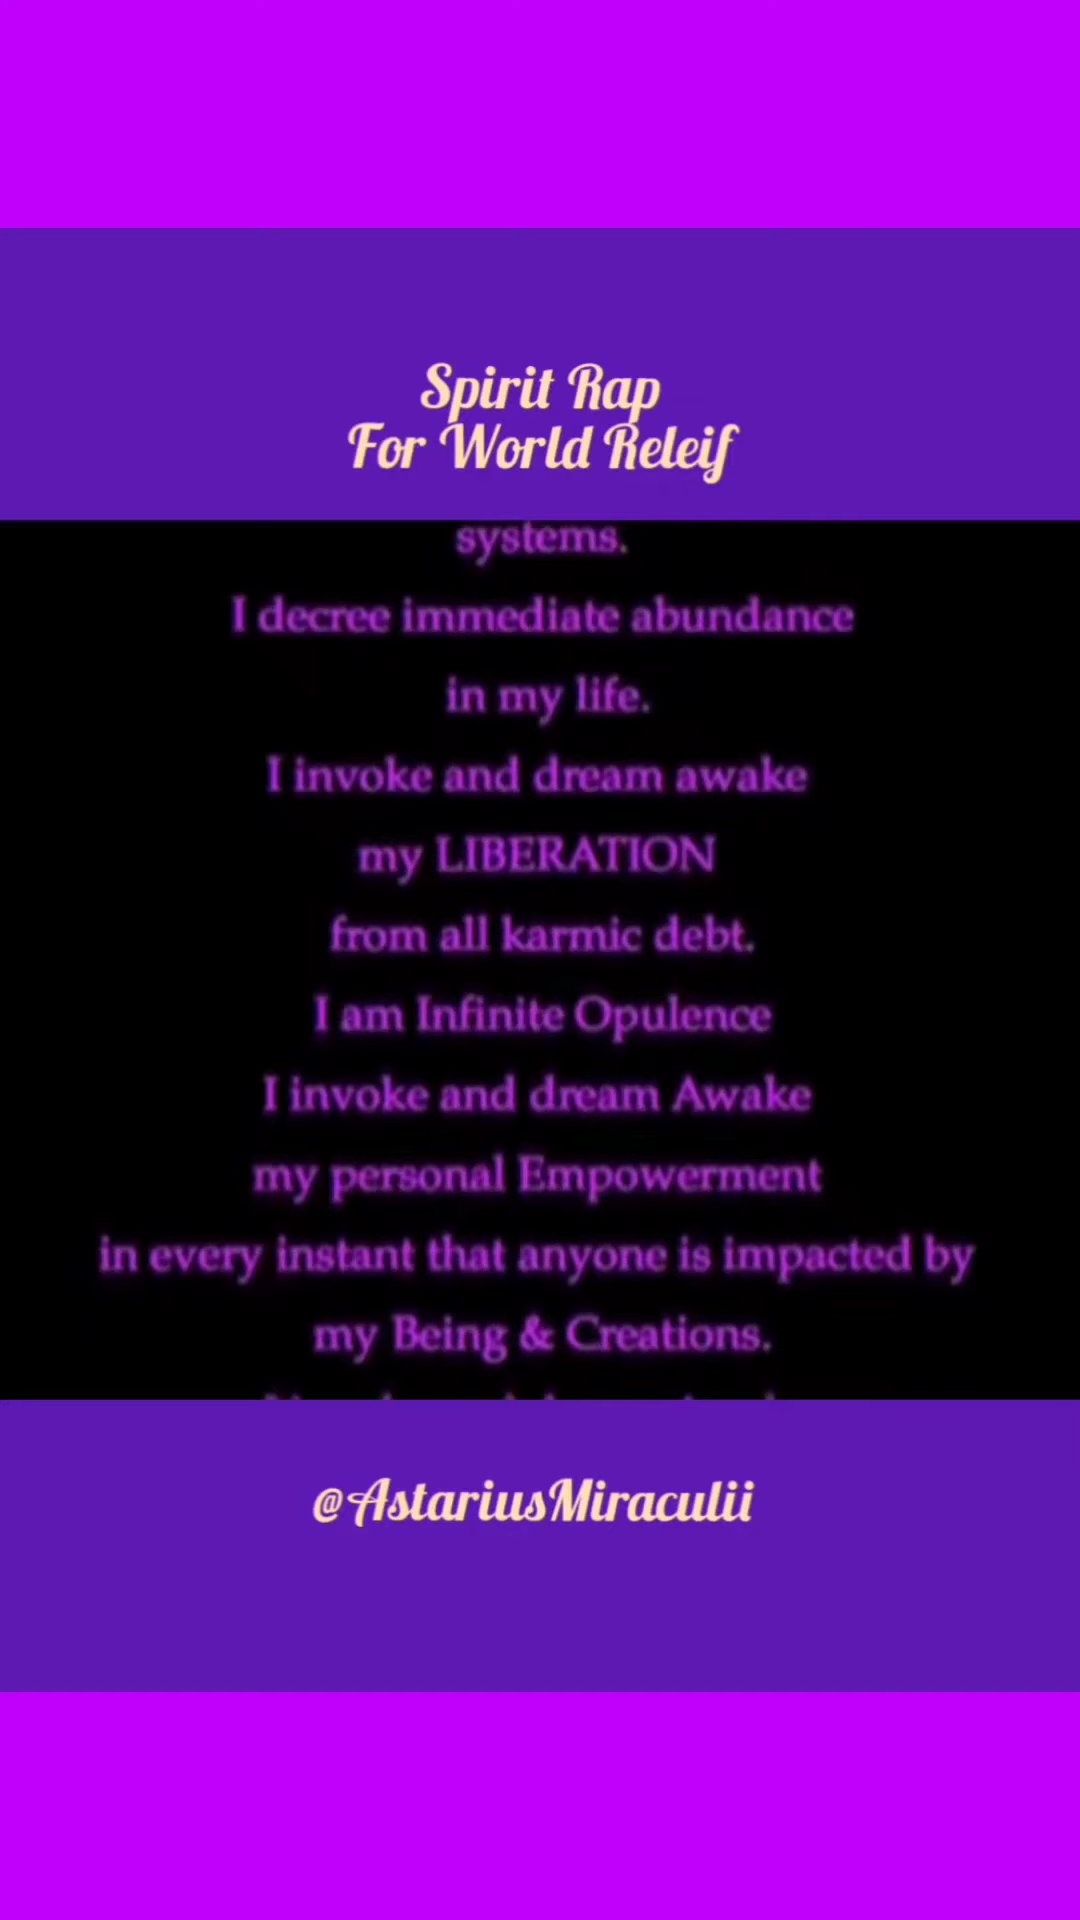 Spirit Rap
For World Releif
systems.
I decree immediate abundance
in my life.
I invoke and dream awake
my LIBERATION
from all karmic debt.
I am Infinite Opulence
I invoke and dream Awake
my personal Empowerment
in every instant that anyone is impacted by
my Being & Creations.
@AstariusMiraculii